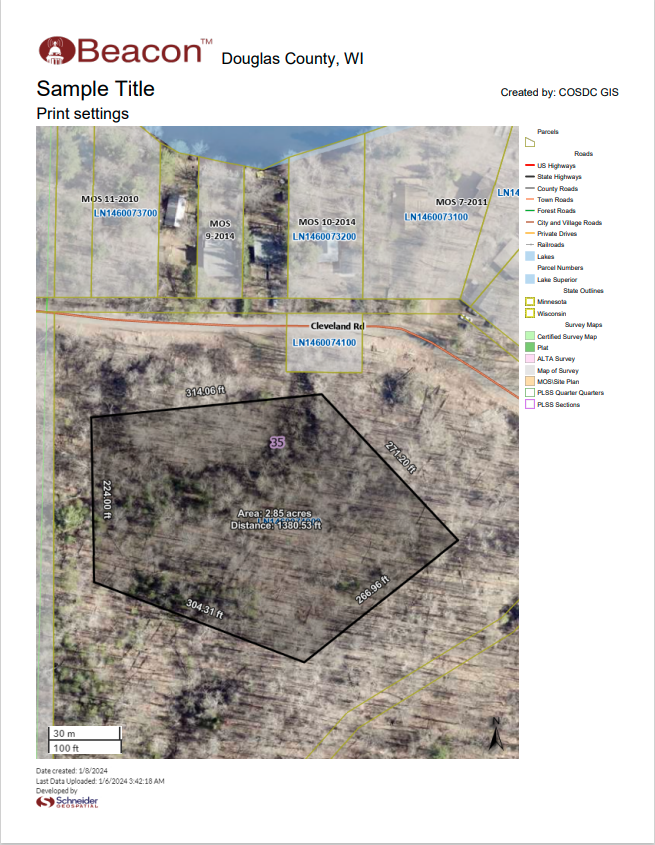 Beacon™ Douglas County, WI
Sample Title
Created by: COSDC GIS
Print settings
MOS 11-2010
LN1460073700
MOS
9-2014
MOS 10-2014
LN1460073200
MOS 7-2011
LN1460073100
LN14
Cleveland Rd
LN1460074100
314.06 ft
35
271.20 ft
224.00 ft
Area: 2.85 acres
Distance: 1380.53 ft
304.31 ft
266.96 ft
30 m
100 ft
N
Parcels
Roads
US Highways
State Highways
County Roads
Town Roads
Forest Roads
City and Village Roads
Private Drives
Railroads
Lakes
Parcel Numbers
Lake Superior
State Outlines
Minnesota
Wisconsin
Survey Maps
Certified Survey Map
Plat
ALTA Survey
Map of Survey
MOS\Site Plan
PLSS Quarter Quarters
PLSS Sections
Date created: 1/8/2024
Last Data Uploaded: 1/6/2024 3:42:18 AM
Developed by
Schneider
GEOSPATIAL